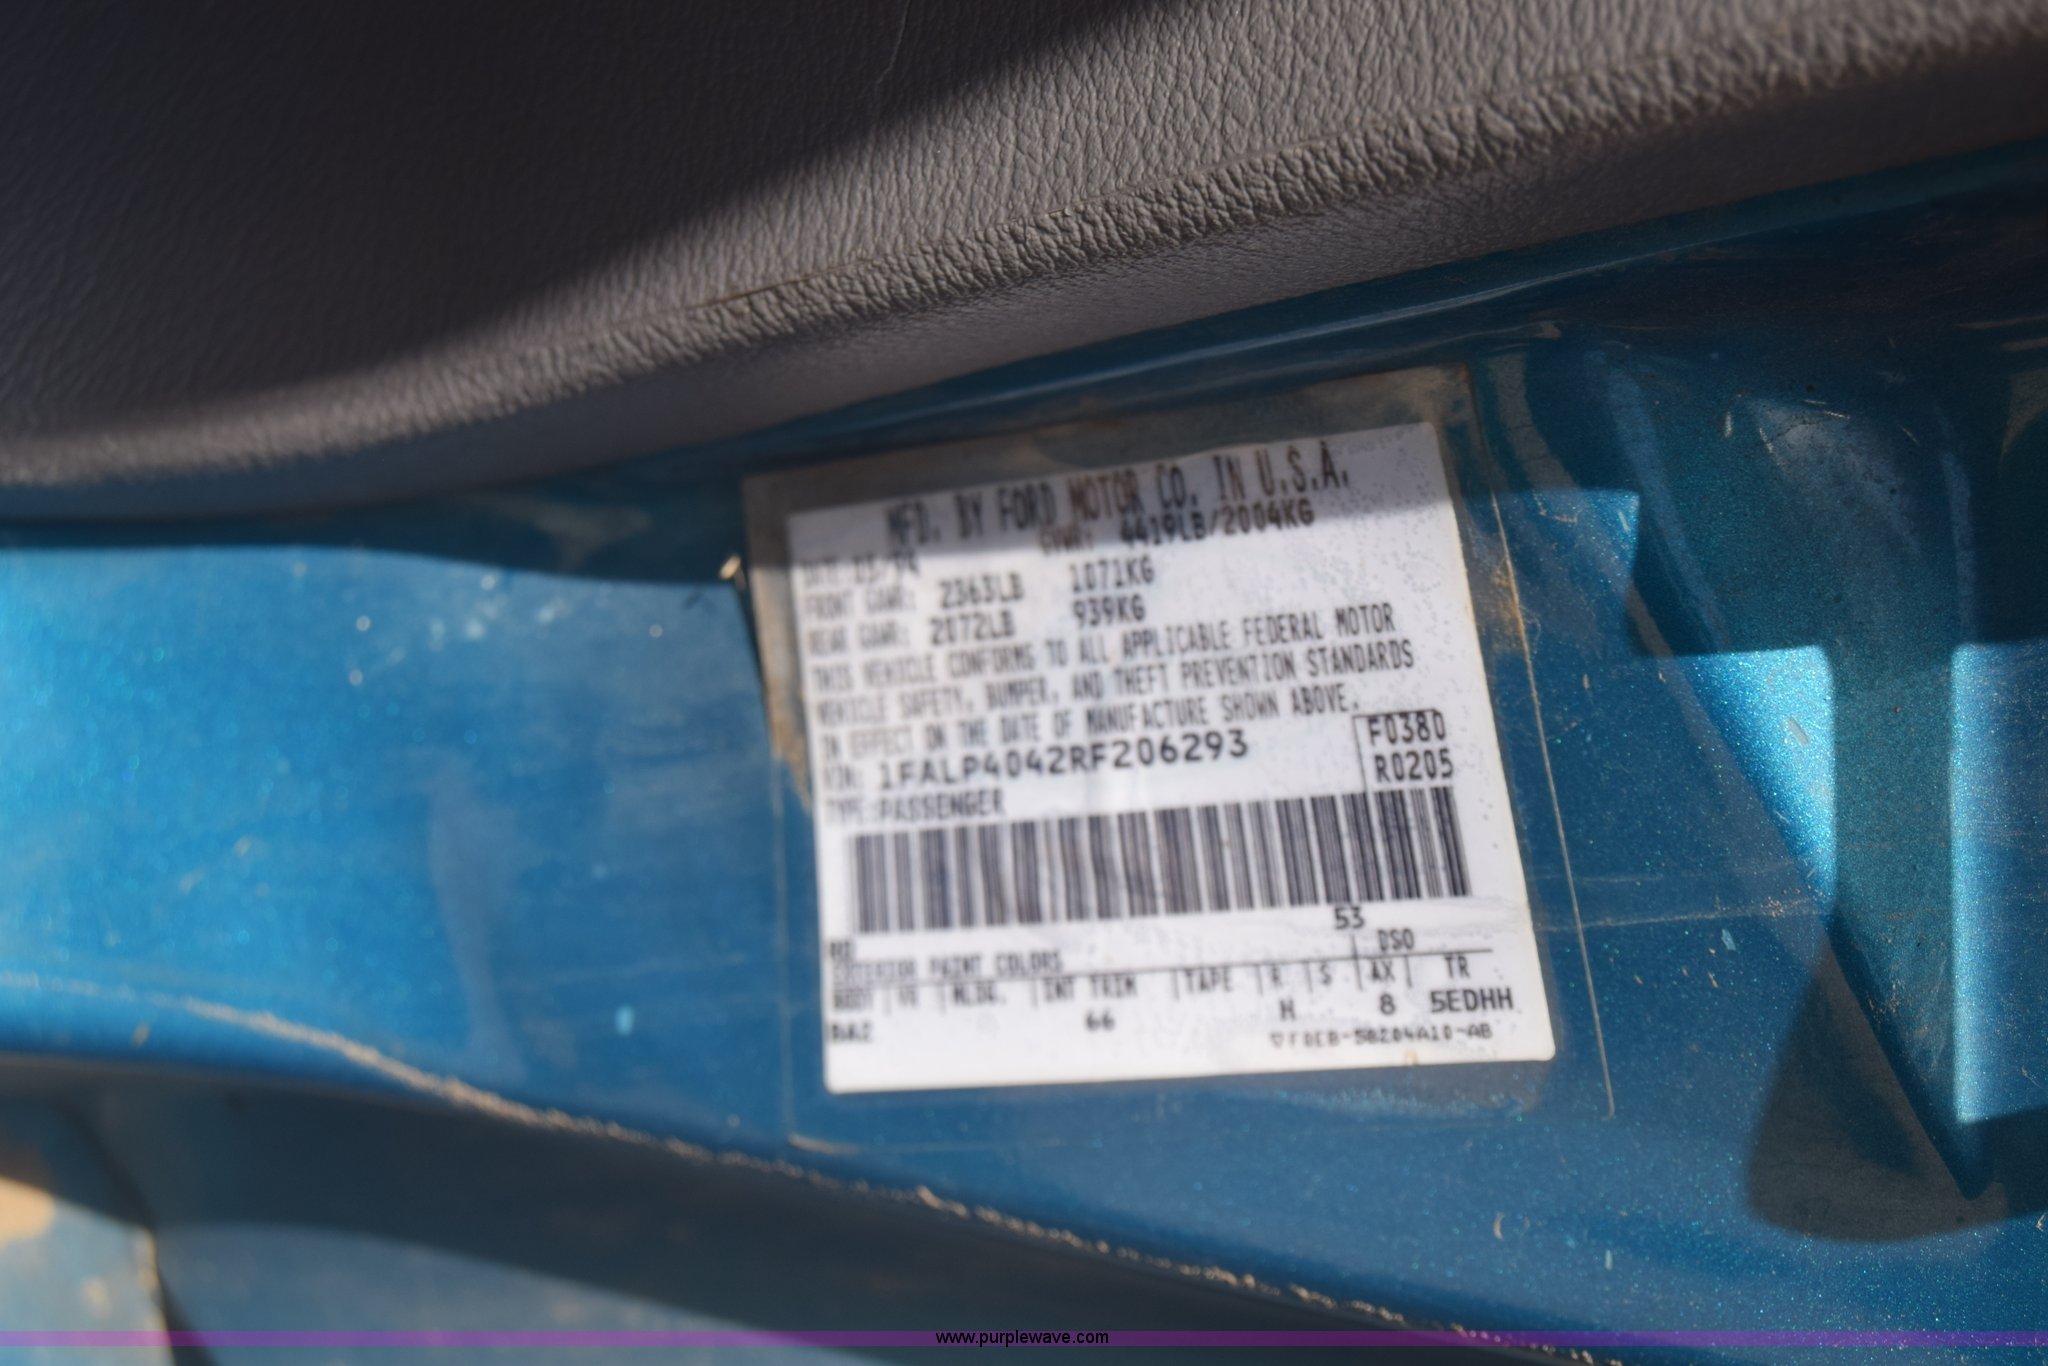 MFD. BY FORD MOTOR CO. IN U.S.A.
GVWR: 4419LB/2004KG
FRONT GAWR: 2363LB 1071KG
REAR GAWR: 2072LB 939KG
THIS VEHICLE CONFORMS TO ALL APPLICABLE FEDERAL MOTOR
VEHICLE SAFETY, BUMPER, AND THEFT PREVENTION STANDARDS
IN EFFECT ON THE DATE OF MANUFACTURE SHOWN ABOVE.
VIN: 1FALP4042RF206293 F0380
TYPE: PASSENGER R0205
53
EXTERIOR PAINT COLORS DSO
BODY VR MLDG. INT TRIM TAPE R S AX TR
66 H 8 5EDHH
www.purplewave.com